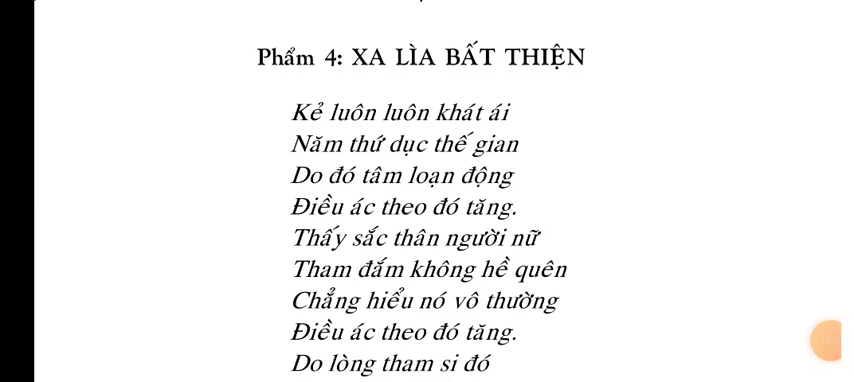 Phẩm 4: XA LÌA BẤT THIỆN
Kẻ luôn luôn khát ái
Năm thứ dục thế gian
Do đó tâm loạn động
Điều ác theo đó tăng.
Thấy sắc thân người nữ
Tham đắm không hề quên
Chẳng hiểu nó vô thường
Điều ác theo đó tăng.
Do lòng tham si đó